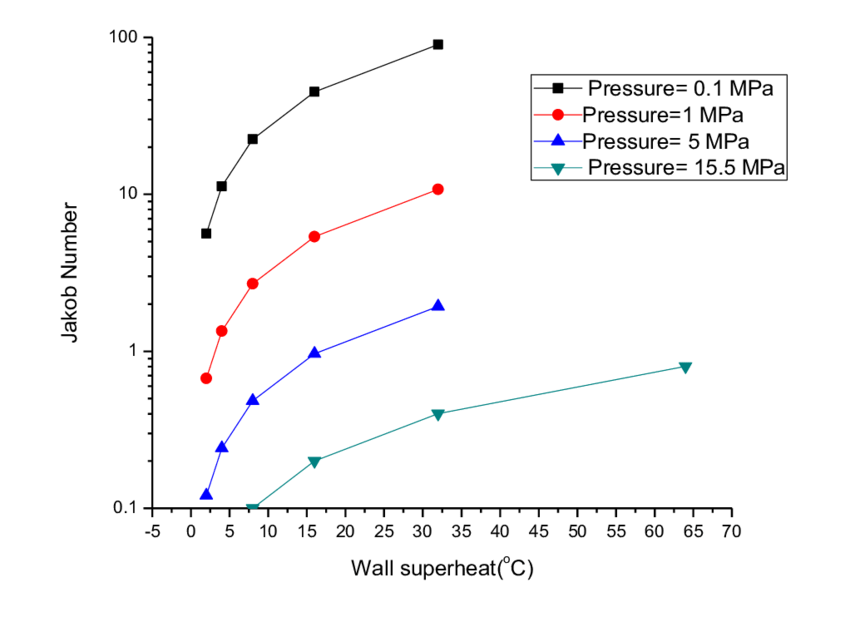 100
10
1
0.1
Jakob Number
-5 0 5 10 15 20 25 30 35 40 45 50 55 60 65 70
Wall superheat(°C)
Pressure= 0.1 MPa
Pressure=1 MPa
Pressure= 5 MPa
Pressure= 15.5 MPa